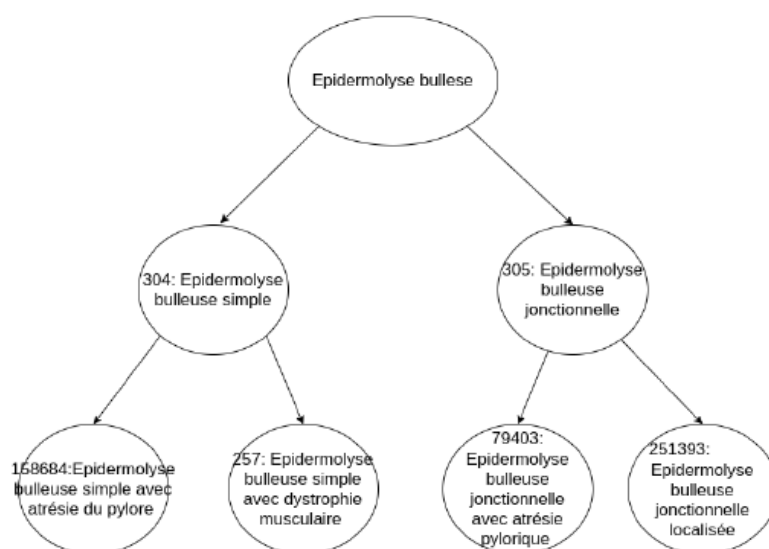 Epidermolyse bullese
304: Epidermolyse
bulleuse simple
305: Epidermolyse
bulleuse
jonctionnelle
158684:Epidermolyse
bulleuse simple avec
atrésie du pylore
257: Epidermolyse
bulleuse simple
avec dystrophie
musculaire
79403:
Epidermolyse
bulleuse
jonctionnelle
avec atrésie
pylorique
251393:
Epidermolyse
bulleuse
jonctionnelle
localisée